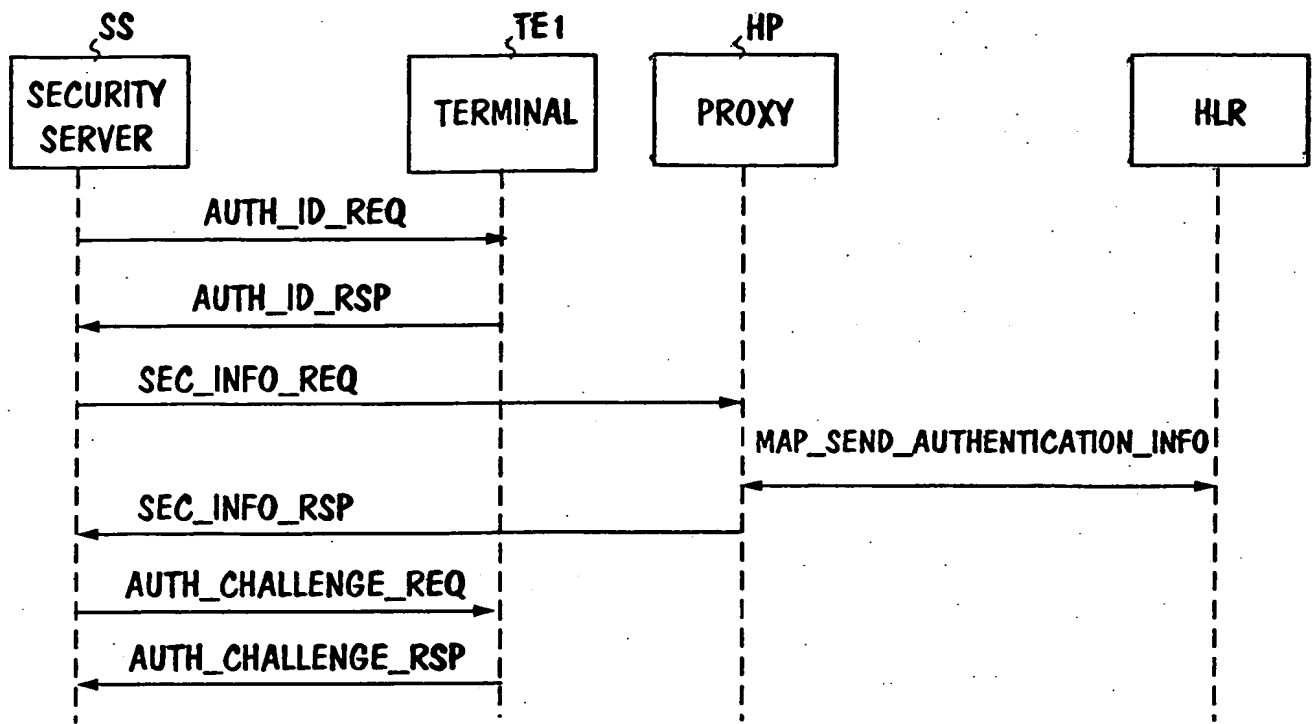 SS
TE1
HP
SECURITY
SERVER
TERMINAL
PROXY
HLR
AUTH_ID_REQ
AUTH_ID_RSP
SEC_INFO_REQ
MAP_SEND_AUTHENTICATION_INFO
SEC_INFO_RSP
AUTH_CHALLENGE_REQ
AUTH_CHALLENGE_RSP